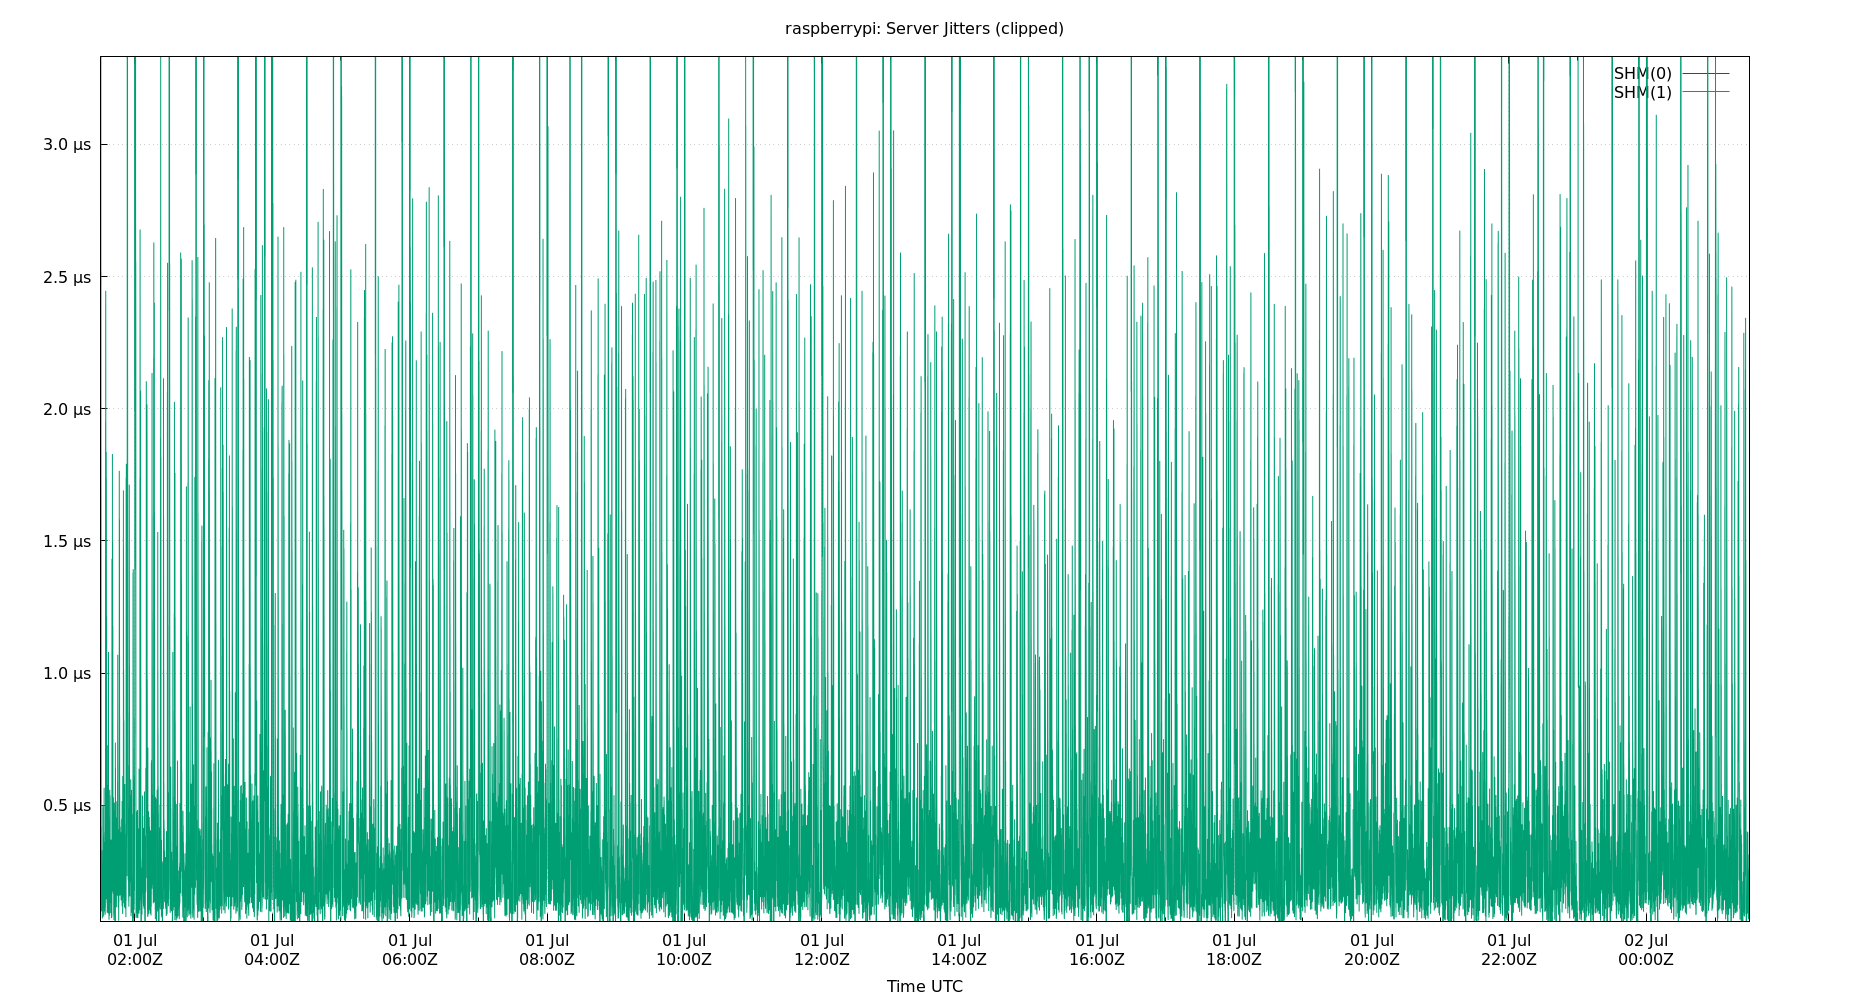 raspberrypi: Server Jitters (clipped)
SHM(0)
SHM(1)
3.0 µs
2.5 µs
2.0 µs
1.5 µs
1.0 µs
0.5 µs
01 Jul 01 Jul 01 Jul 01 Jul 01 Jul 01 Jul 01 Jul 01 Jul 01 Jul 01 Jul 01 Jul 02 Jul
02:00Z 04:00Z 06:00Z 08:00Z 10:00Z 12:00Z 14:00Z 16:00Z 18:00Z 20:00Z 22:00Z 00:00Z
Time UTC